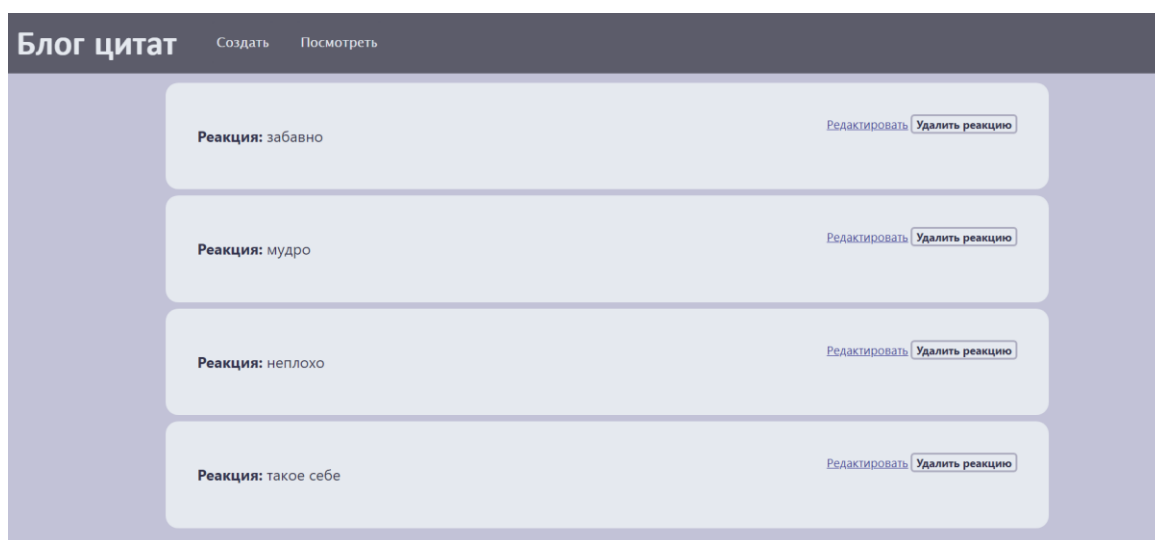 Блог цитат Создать Посмотреть
Реакция: забавно Редактировать Удалить реакцию
Реакция: мудро Редактировать Удалить реакцию
Реакция: неплохо Редактировать Удалить реакцию
Реакция: такое себе Редактировать Удалить реакцию